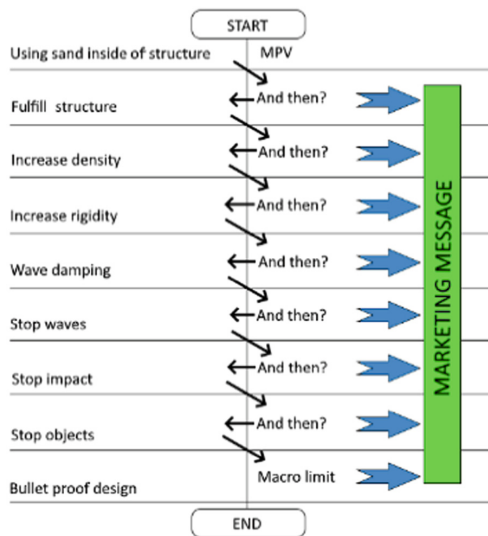 START
Using sand inside of structure MPV
Fulfill structure And then?
Increase density And then?
Increase rigidity And then?
Wave damping And then?
Stop waves And then?
Stop impact And then?
Stop objects And then?
Bullet proof design Macro limit
END
MARKETING MESSAGE